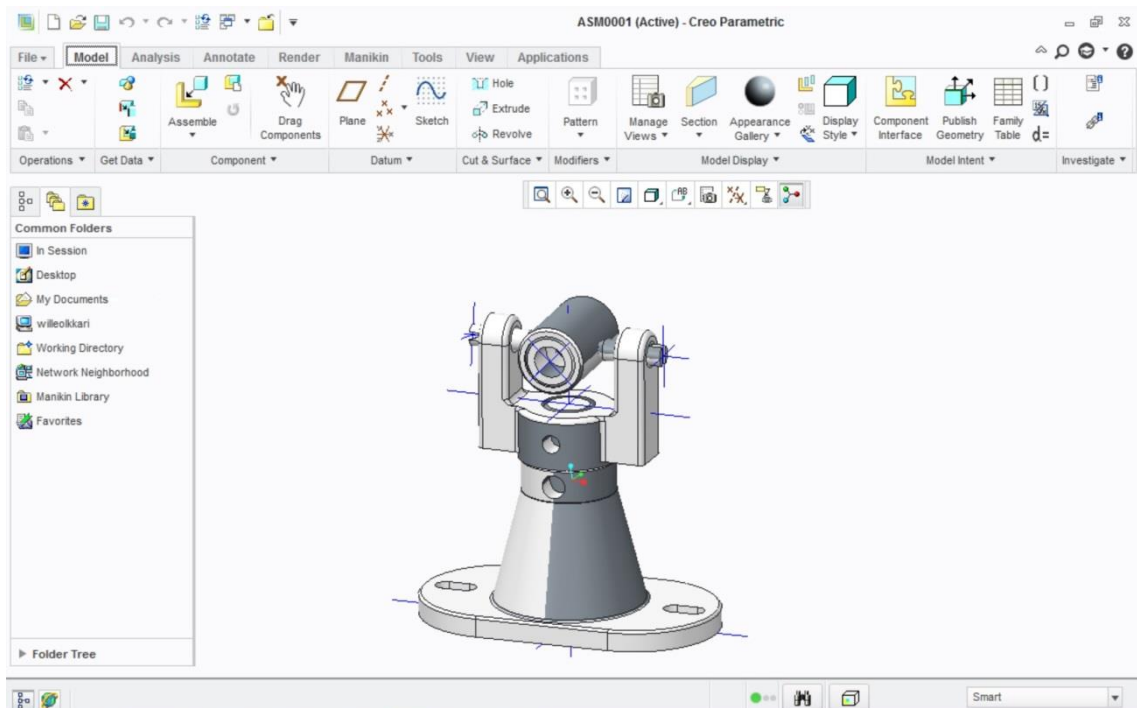 ASM0001 (Active) - Creo Parametric
File Model Analysis Annotate Render Manikin Tools View Applications
Assemble
Drag
Components
Plane
Sketch
Hole
Extrude
Revolve
Pattern
Manage
Views
Section
Appearance
Gallery
Display
Style
Component
Interface
Publish
Geometry
Family
Table
d=
Operations Get Data Component Datum Cut & Surface Modifiers Model Display Model Intent Investigate
Common Folders
In Session
Desktop
My Documents
willeolkkari
Working Directory
Network Neighborhood
Manikin Library
Favorites
Folder Tree
Smart